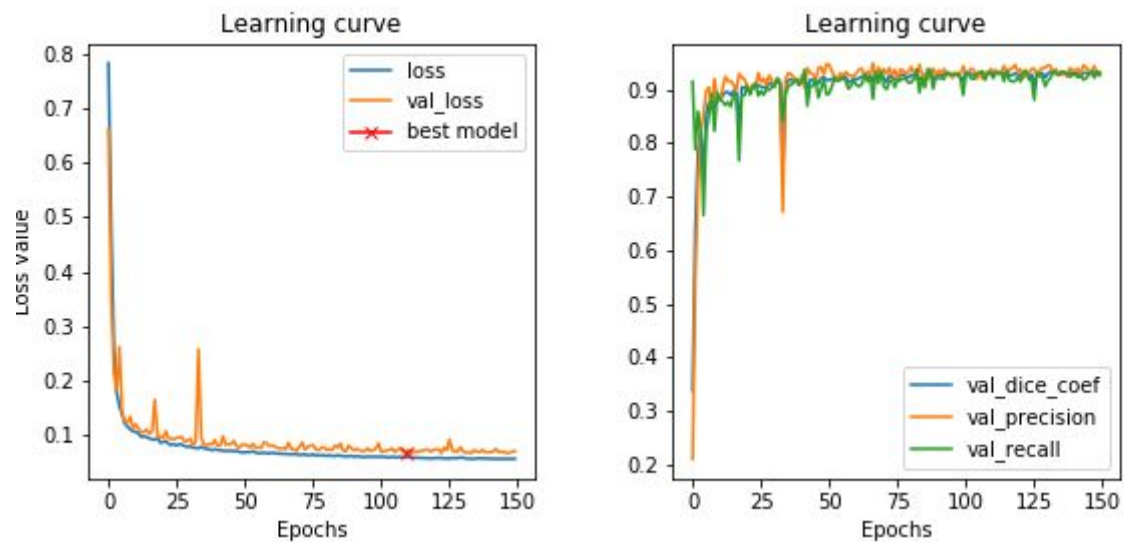 Learning curve
0.8
0.7
0.6
0.5
0.4
0.3
0.2
0.1
Loss value
loss
val_loss
best model
0
25
50
75
100
125
150
Epochs
Learning curve
0.9
0.8
0.7
0.6
0.5
0.4
0.3
0.2
val_dice_coef
val_precision
val_recall
0
25
50
75
100
125
150
Epochs